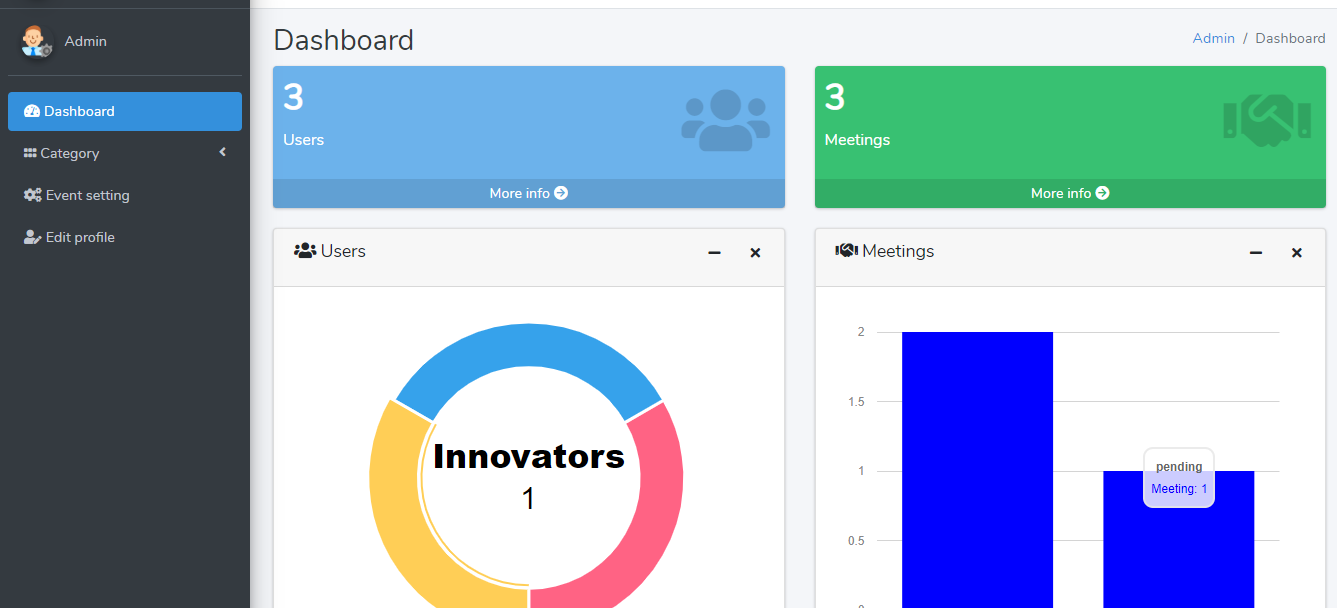 Admin
Dashboard
Category
Event setting
Edit profile
Dashboard
Admin / Dashboard
3
Users
More info
3
Meetings
More info
Users
Innovators
1
Meetings
2
1.5
1
0.5
pending
Meeting: 1